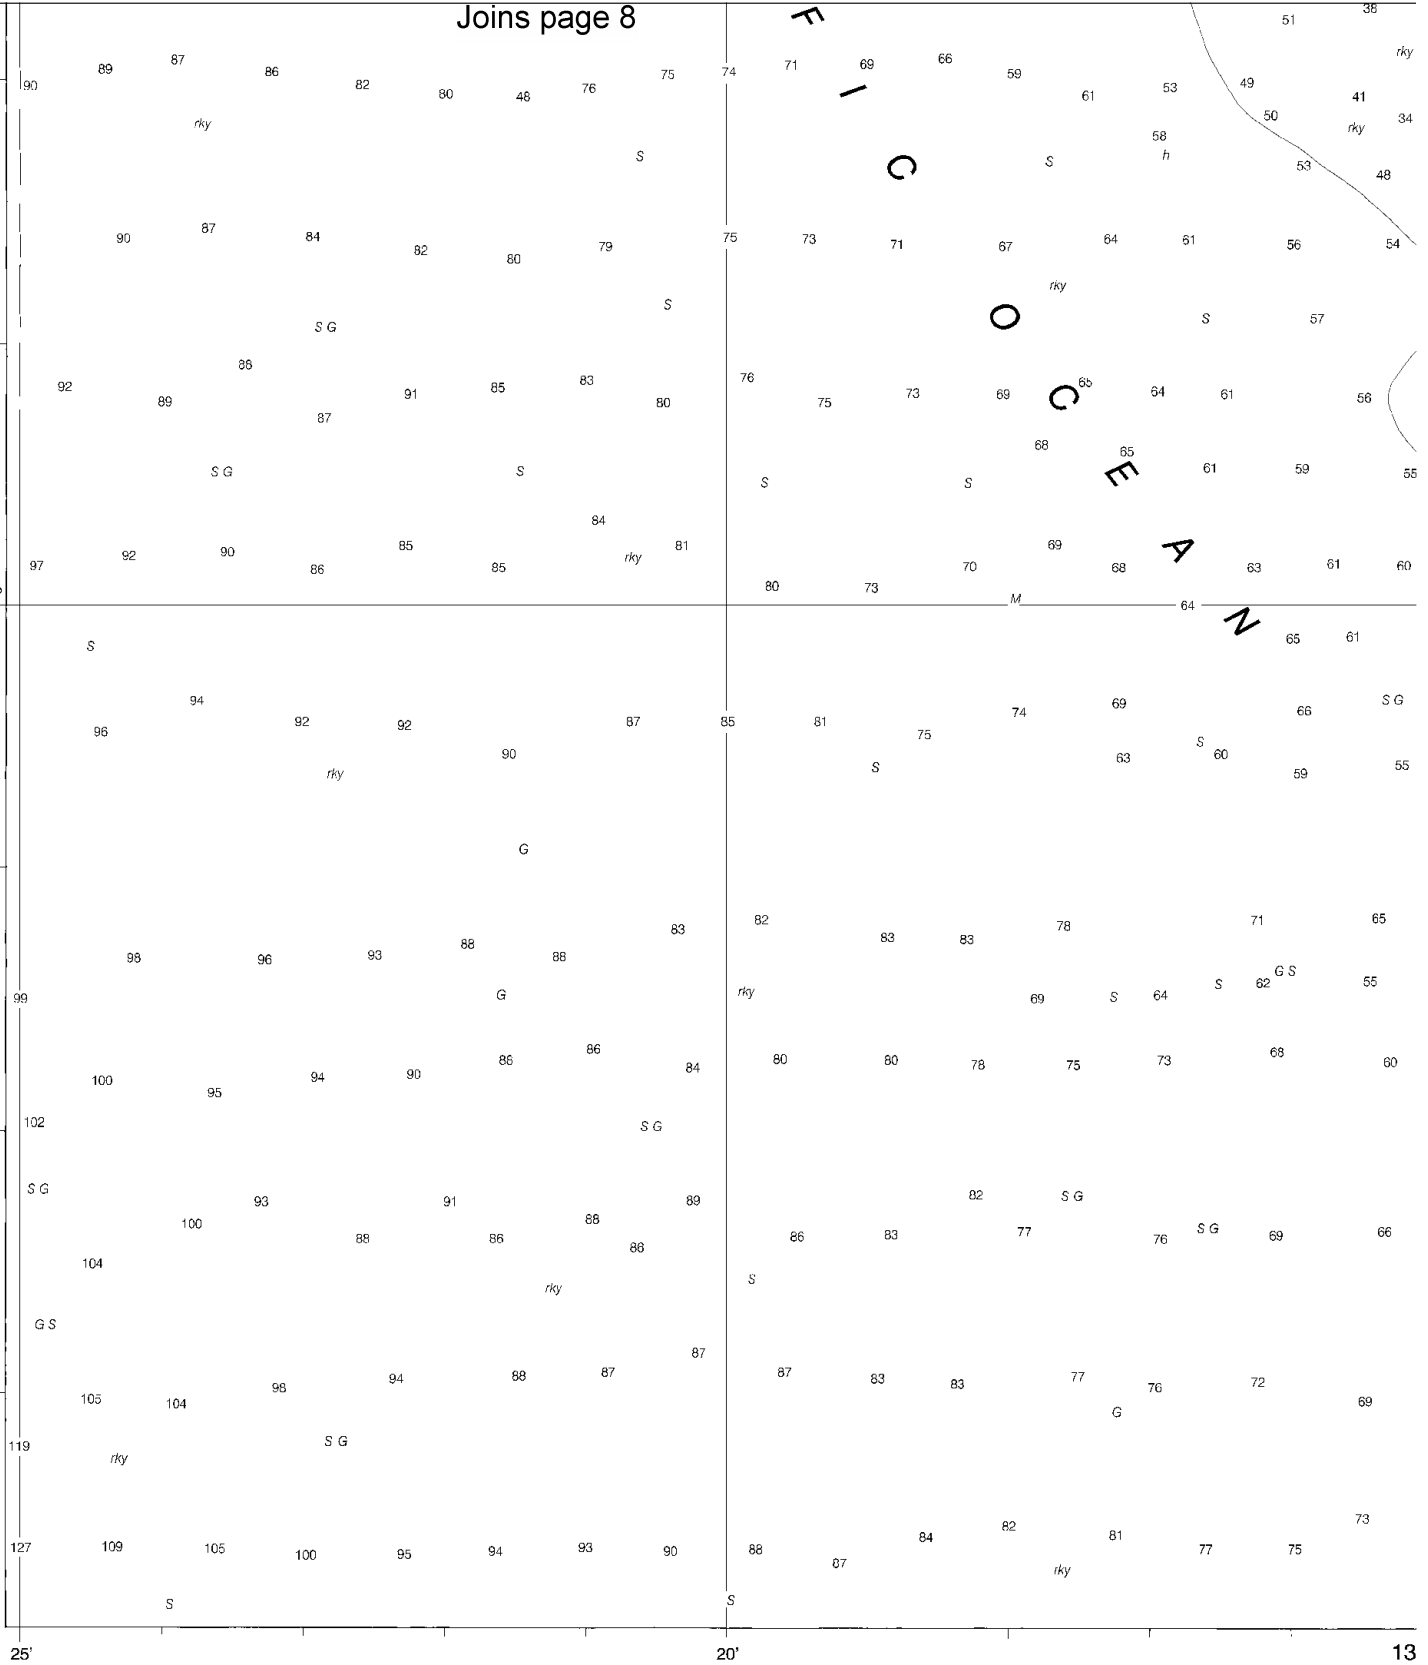 Joins page 8
F I C O C E A N
51 38
87 66 rky
90 89 86 82 80 48 76 75 74 71 69 59 61 53 49 41
rky 50 34
58 rky
S S h 53 48
90 87 84 82 80 79 75 73 71 67 64 61 56 54
rky
S
S G S 57
88
92 89 87 91 85 83 80 76 75 73 69 65 64 61 56
68 65
S G S S S 61 59 55
84
97 92 90 86 85 85 rky 81 80 73 70 69 68 63 61 60
M 64
S 65 61
94 69 S G
96 92 92 90 87 85 81 75 74 63 S 60 66 59 55
rky S
G
83 82 78 71 65
98 96 93 88 88 83 83
99 G rky 69 S 64 S 62 G S 55
100 95 94 90 86 86 84 80 80 78 75 73 68 60
102 S G
S G 93 91 89 82 S G
100 88 86 88 86 86 83 77 76 S G 69 66
104
rky S
G S
87
105 104 98 94 88 87 87 83 83 77 76 72 69
G
119 rky S G
84 82 81 73
127 109 105 100 95 94 93 90 88 87 77 75
rky
S S
25' 20' 13